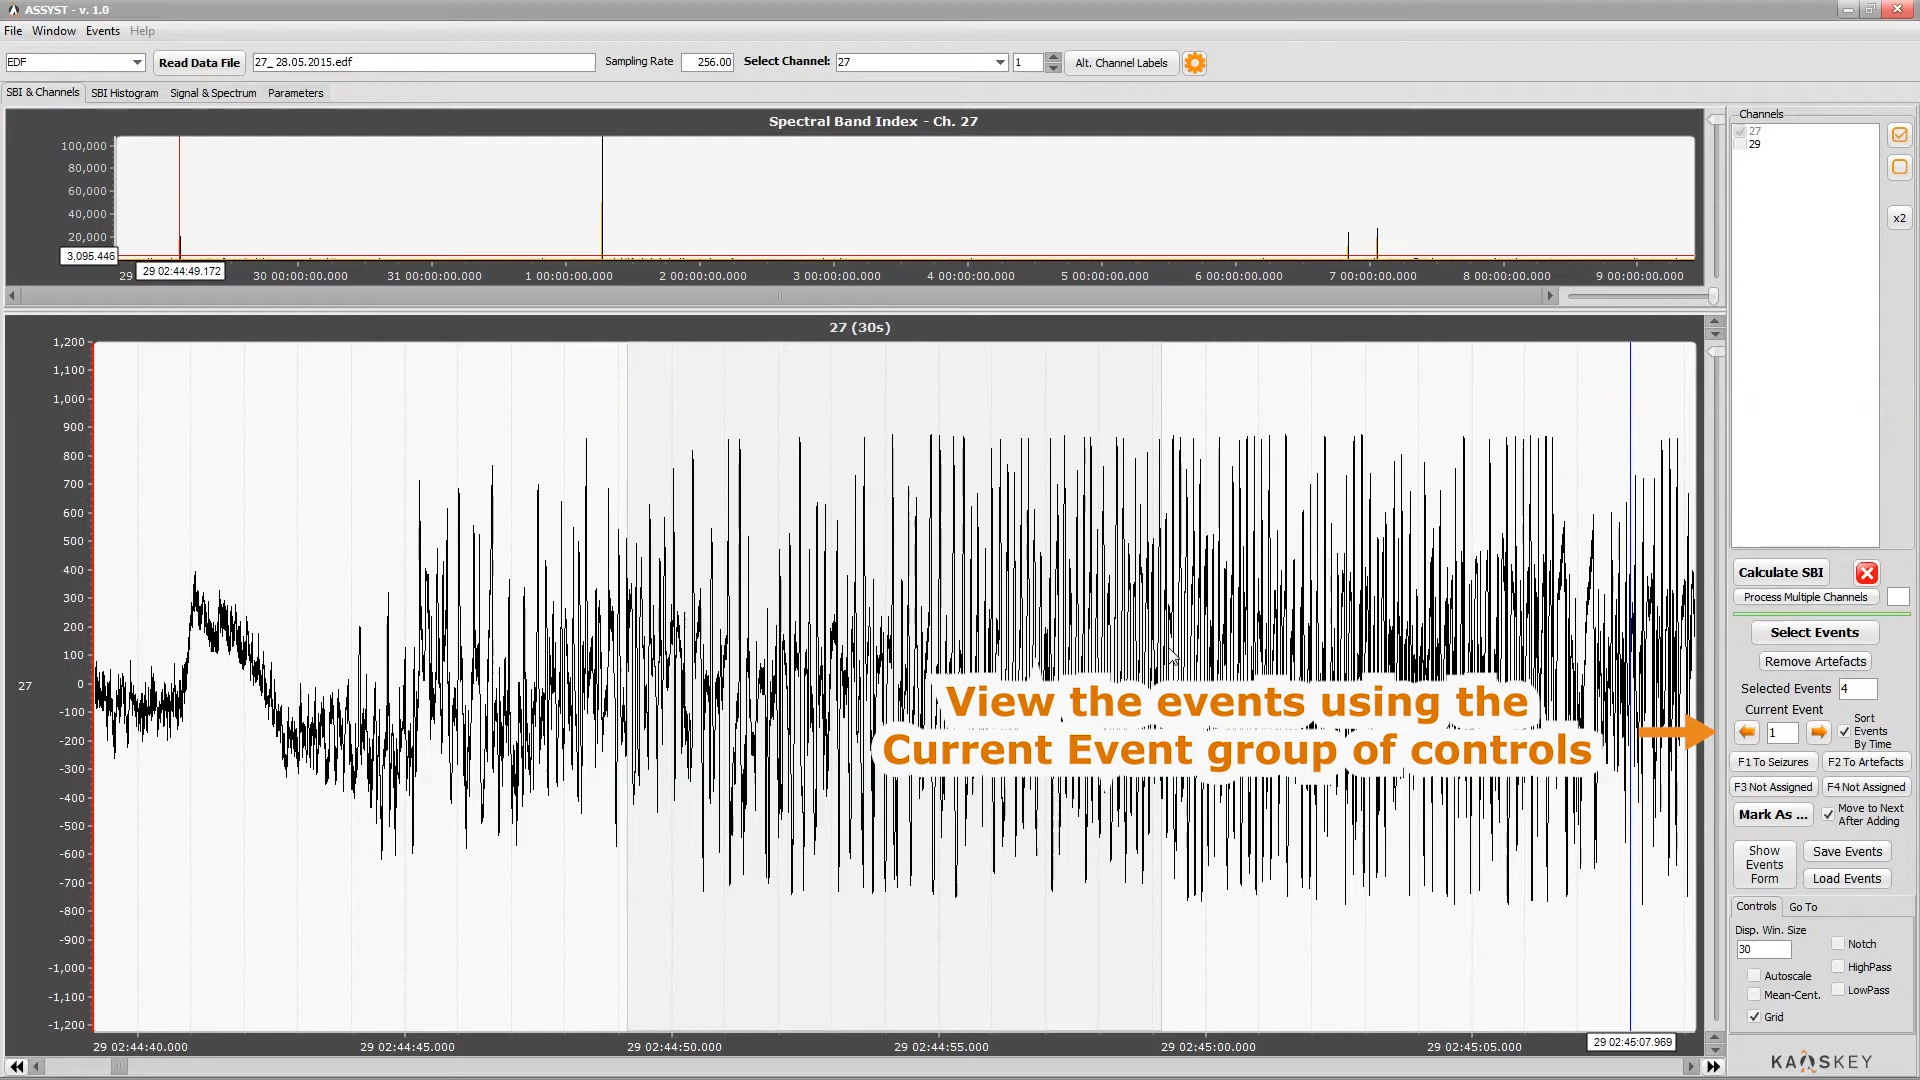 ASSYST - v. 1.0
File Window Events Help
EDF Read Data File 27_ 28.05.2015.edf Sampling Rate 256.00 Select Channel: 27 1 Alt. Channel Labels
SBI & Channels SBI Histogram Signal & Spectrum Parameters
Spectral Band Index - Ch. 27
100,000
80,000
60,000
40,000
20,000
3,095.446
29 29 02:44:49.172 30 00:00:00.000 31 00:00:00.000 1 00:00:00.000 2 00:00:00.000 3 00:00:00.000 4 00:00:00.000 5 00:00:00.000 6 00:00:00.000 7 00:00:00.000 8 00:00:00.000 9 00:00:00.000
27 (30s)
1,200
1,100
1,000
900
800
700
600
500
400
300
200
100
0
-100
-200
-300
-400
-500
-600
-700
-800
-900
-1,000
-1,100
-1,200
27
29 02:44:40.000 29 02:44:45.000 29 02:44:50.000 29 02:44:55.000 29 02:45:00.000 29 02:45:05.000 29 02:45:07.969
View the events using the
Current Event group of controls
Channels
27
29
x2
Calculate SBI
Process Multiple Channels
Select Events
Remove Artefacts
Selected Events 4
Current Event
1
Sort
Events
By Time
F1 To Seizures F2 To Artefacts
F3 Not Assigned F4 Not Assigned
Mark As ... Move to Next
After Adding
Show
Events
Form
Save Events
Load Events
Controls Go To
Disp. Win. Size
30
Notch
HighPass
LowPass
Autoscale
Mean-Cent.
Grid
KAOSKEY